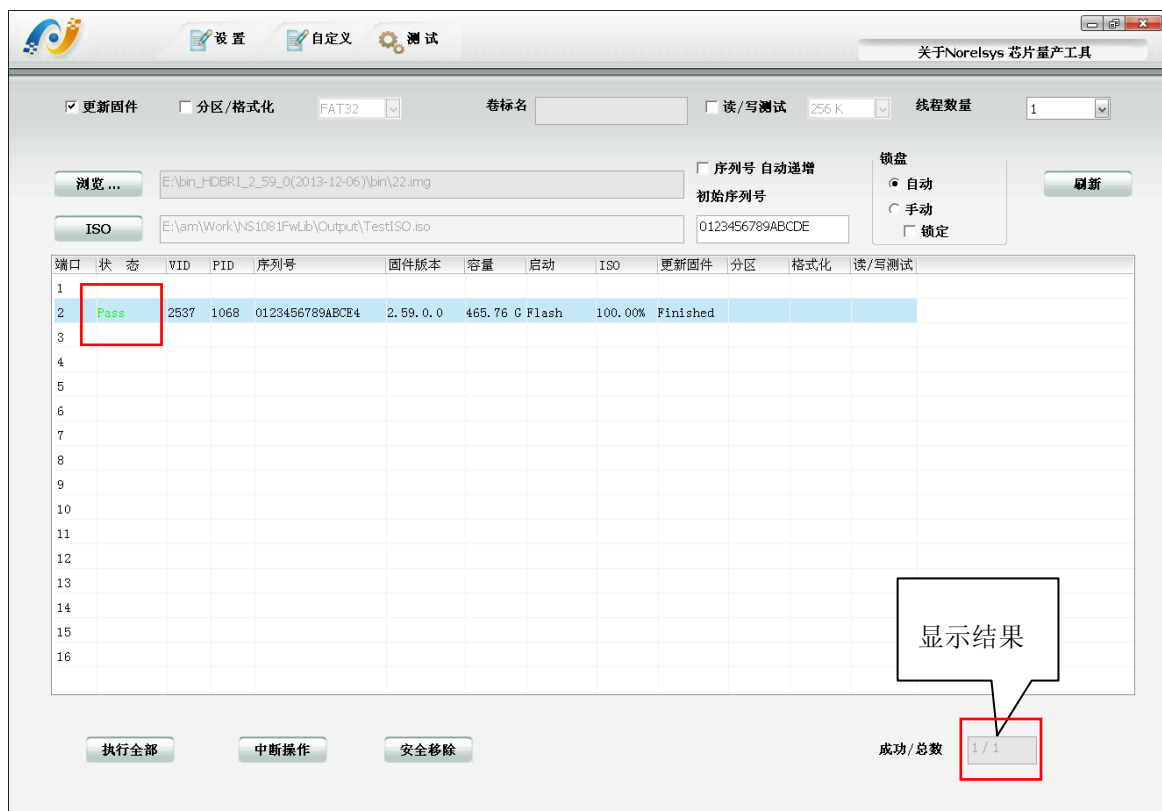 设置 自定义 测试
关于Norelsys 芯片量产工具
更新固件 分区/格式化 FAT32 卷标名 读/写测试 256 K 线程数量 1
序列号 自动递增 锁盘
浏览 ... E:\bin_HDBRI_2_59_0(2013-12-06)\bin\22.img 自动 刷新
初始序列号
手动
ISO E:\am\Work\NS1081FwLib\Output\TestISO.iso 0123456789ABCDE 锁定
端口 状 态 VID PID 序列号 固件版本 容量 启动 ISO 更新固件 分区 格式化 读/写测试
1
2 Pass 2537 1068 0123456789ABCE4 2.59.0.0 465.76 G Flash 100.00% Finished
3
4
5
6
7
8
9
10
11
12
13
14
15
16
显示结果
执行全部 中断操作 安全移除 成功/总数 1 / 1